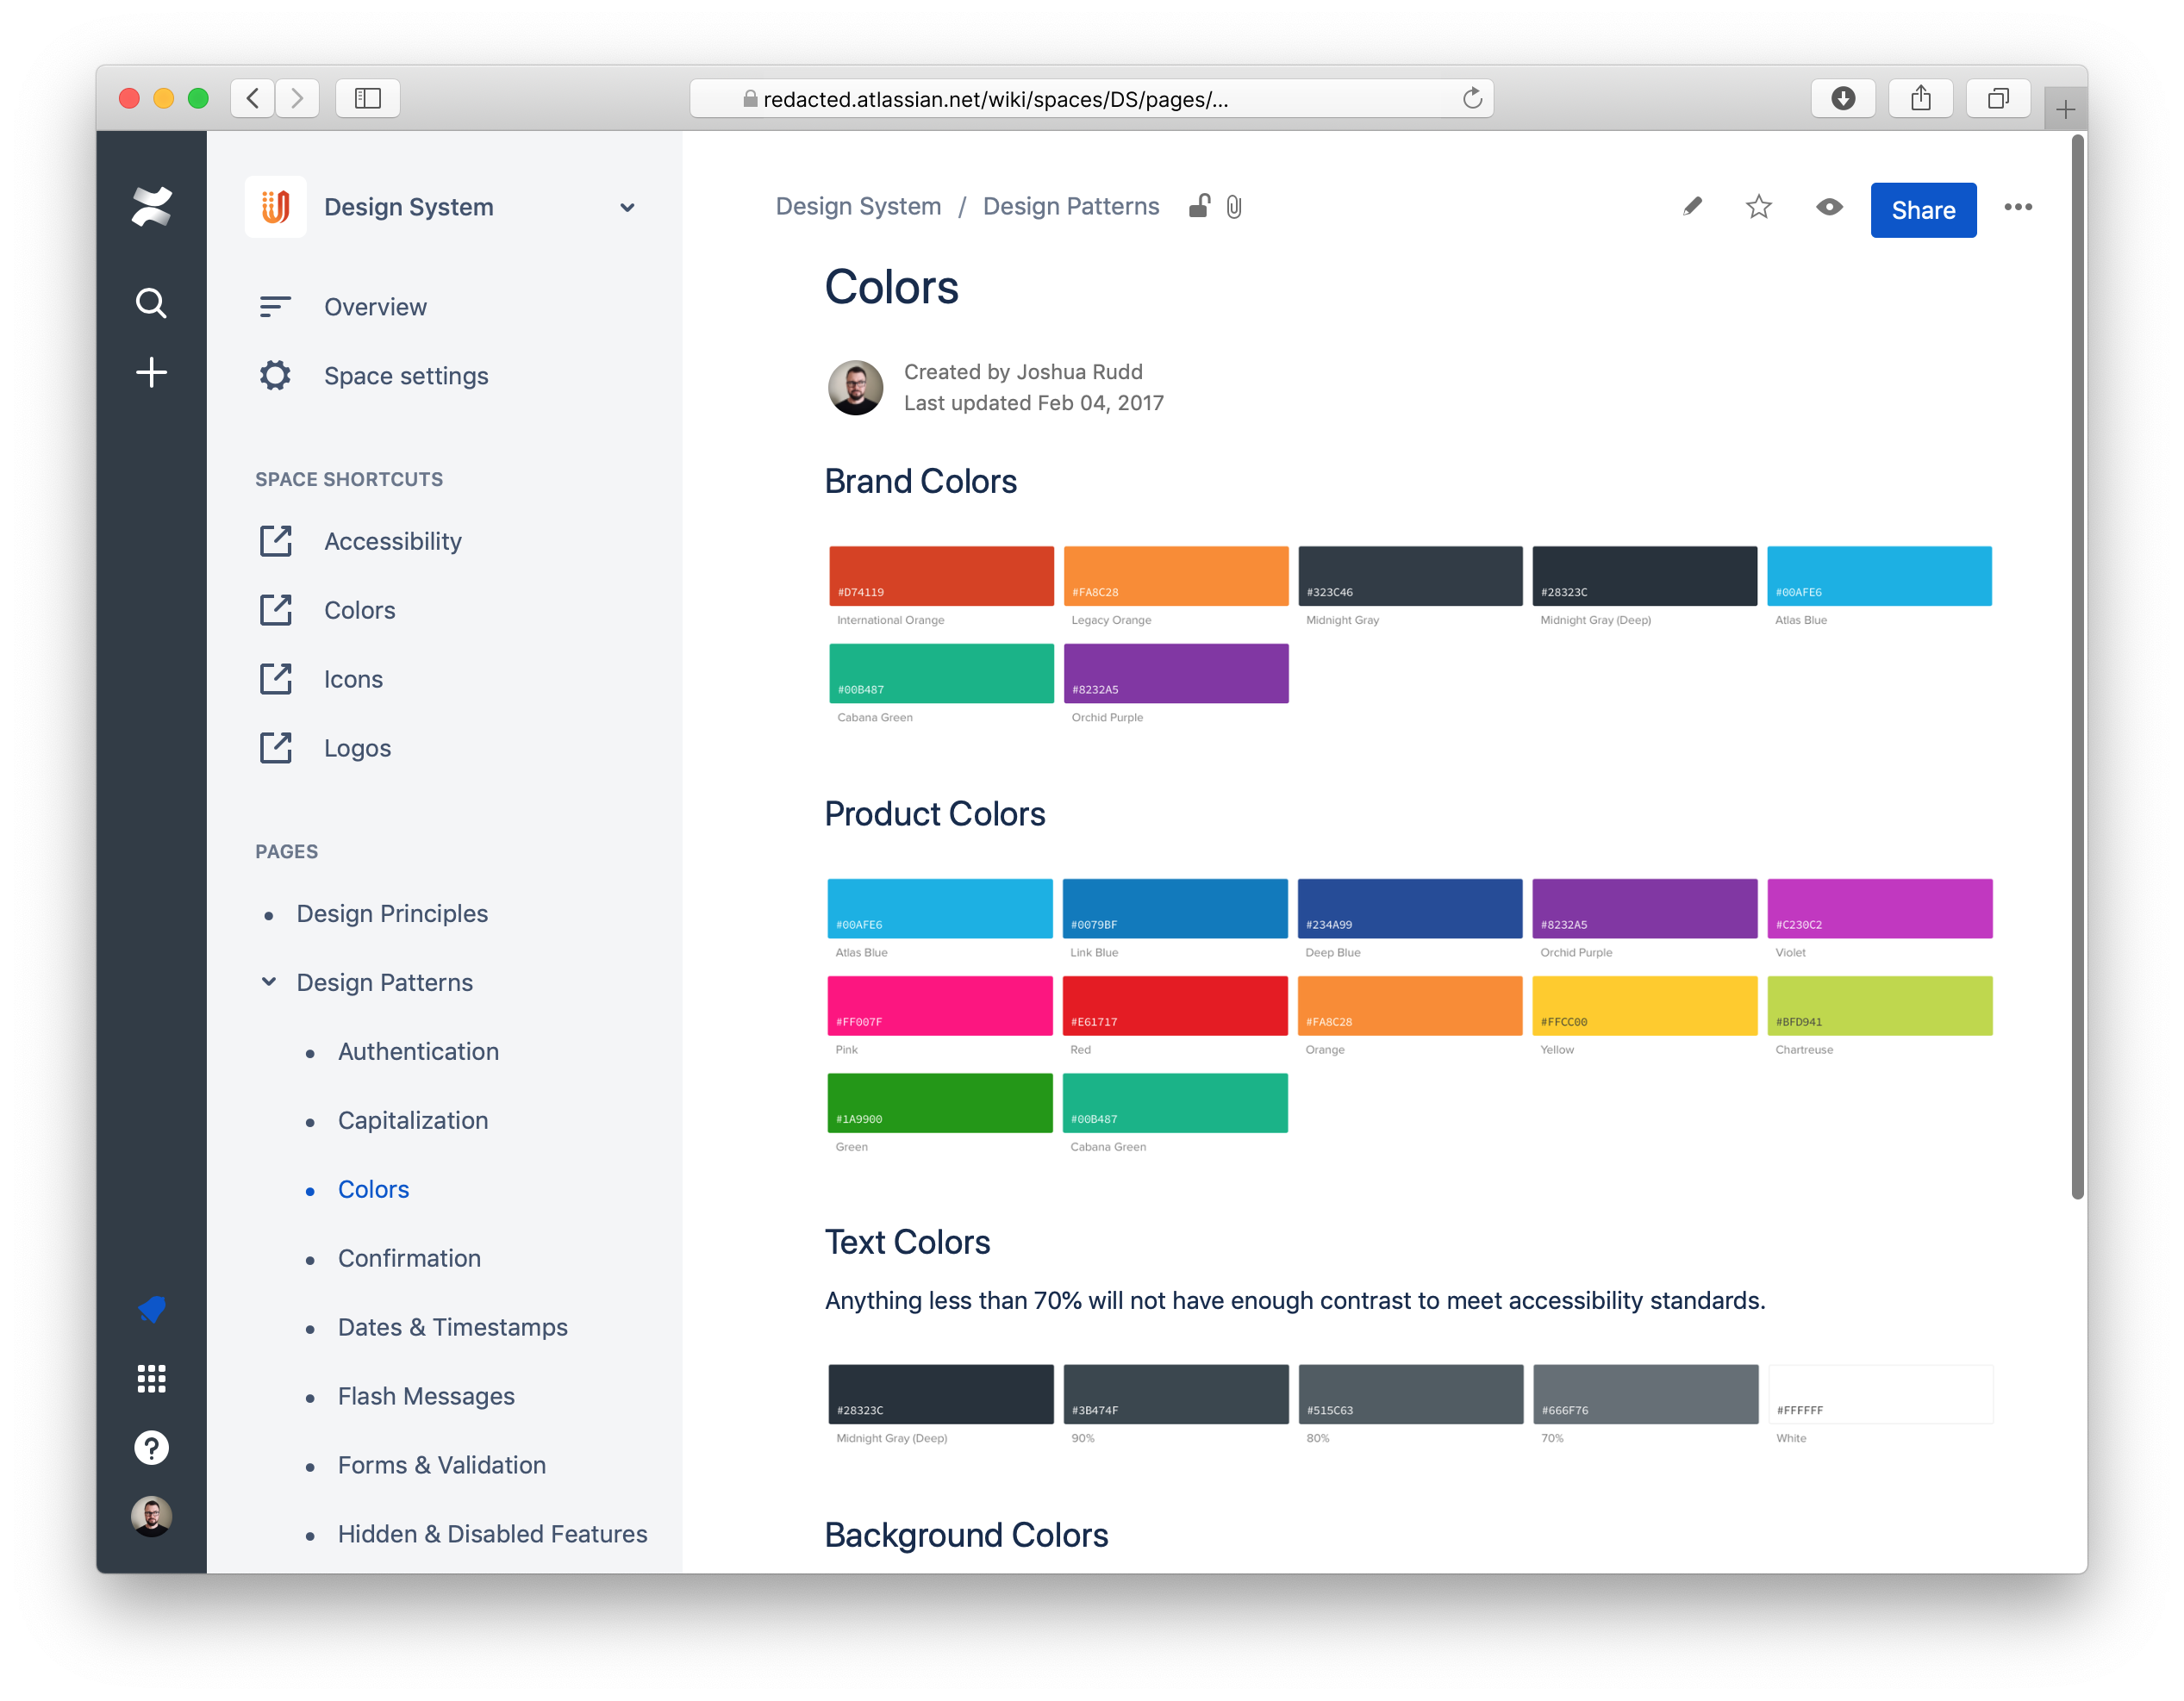 redacted.atlassian.net/wiki/spaces/DS/pages/...
Design System
Overview
Space settings
SPACE SHORTCUTS
Accessibility
Colors
Icons
Logos
PAGES
Design Principles
Design Patterns
Authentication
Capitalization
Colors
Confirmation
Dates & Timestamps
Flash Messages
Forms & Validation
Hidden & Disabled Features
Design System / Design Patterns
Share
Colors
Created by Joshua Rudd
Last updated Feb 04, 2017
Brand Colors
#D74119 #FA8C28 #323C46 #28323C #00AFE6
International Orange Legacy Orange Midnight Gray Midnight Gray (Deep) Atlas Blue
#00B487 #8232A5
Cabana Green Orchid Purple
Product Colors
#00AFE6 #0079BF #234A99 #8232A5 #C230C2
Atlas Blue Link Blue Deep Blue Orchid Purple Violet
#FF007F #E61717 #FA8C28 #FFCC00 #BFD941
Pink Red Orange Yellow Chartreuse
#1A9900 #00B487
Green Cabana Green
Text Colors
Anything less than 70% will not have enough contrast to meet accessibility standards.
#28323C #3B474F #515C63 #666F76 #FFFFFF
Midnight Gray (Deep) 90% 80% 70% White
Background Colors